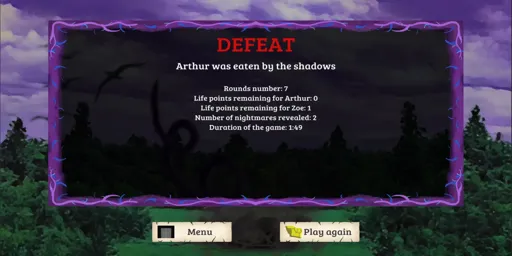 DEFEAT
Arthur was eaten by the shadows
Rounds number: 7
Life points remaining for Arthur: 0
Life points remaining for Zoe: 1
Number of nightmares revealed: 2
Duration of the game: 1:49
Menu
Play again